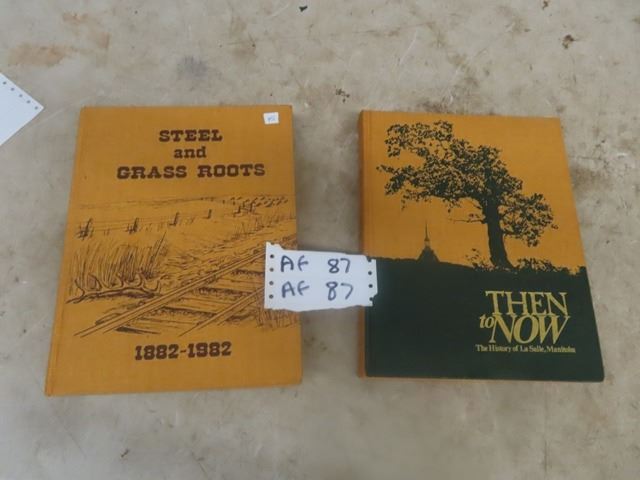 STEEL
and
GRASS ROOTS
1882-1982
AF 87
AF 87
THEN
to NOW
The History of La Salle, Manitoba